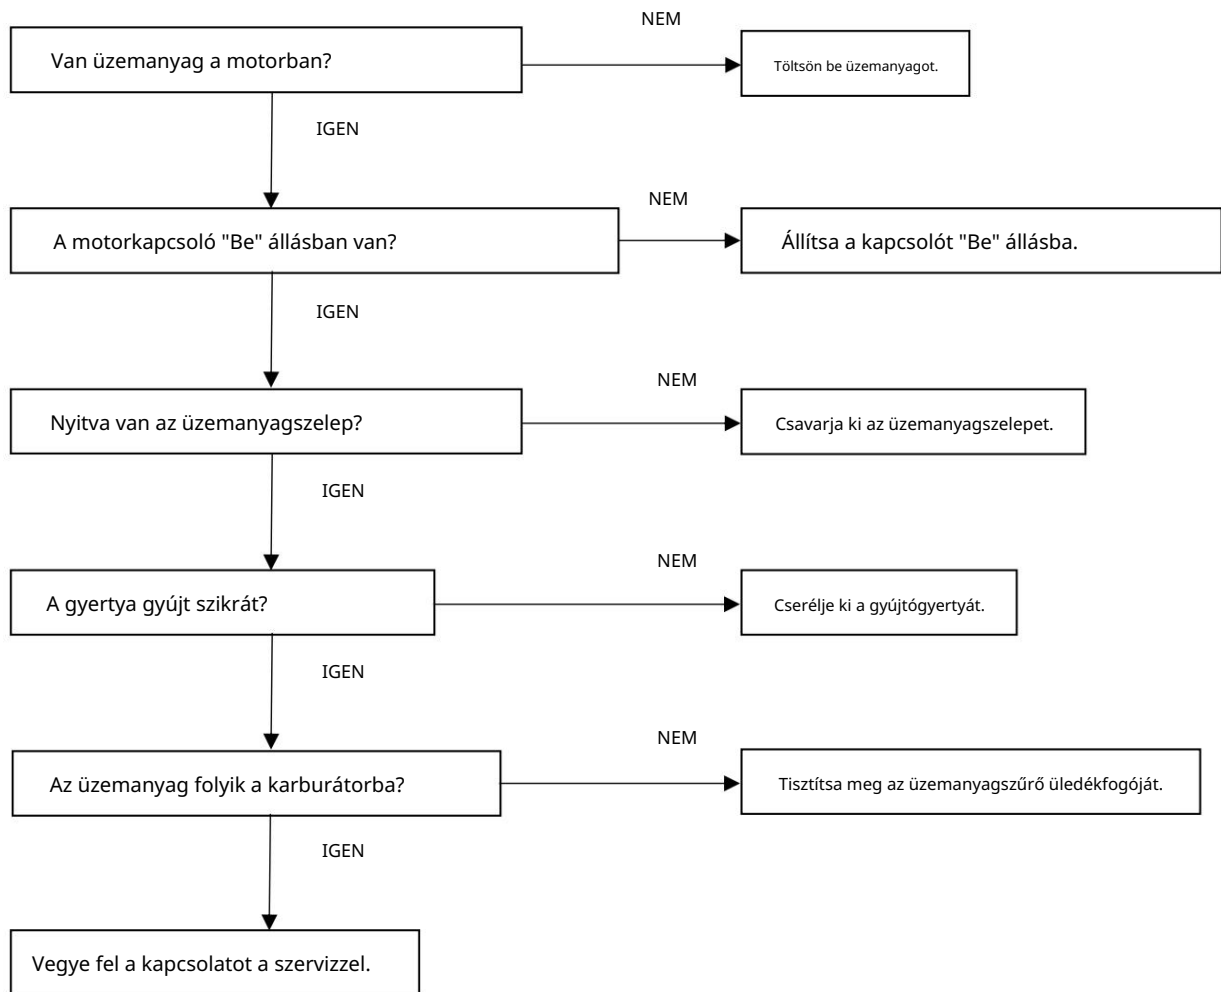 NEM
Van üzemanyag a motorban?
Töltsön be üzemanyagot.
IGEN
NEM
A motorkapcsoló "Be" állásban van?
Állítsa a kapcsolót "Be" állásba.
IGEN
NEM
Nyitva van az üzemanyagszelep?
Csavarja ki az üzemanyagszelepet.
IGEN
NEM
A gyertya gyújt szikrát?
Cserélje ki a gyújtógyertyát.
IGEN
NEM
Az üzemanyag folyik a karburátorba?
Tisztítsa meg az üzemanyagszűrő üledékfogóját.
IGEN
Vegye fel a kapcsolatot a szervizzel.